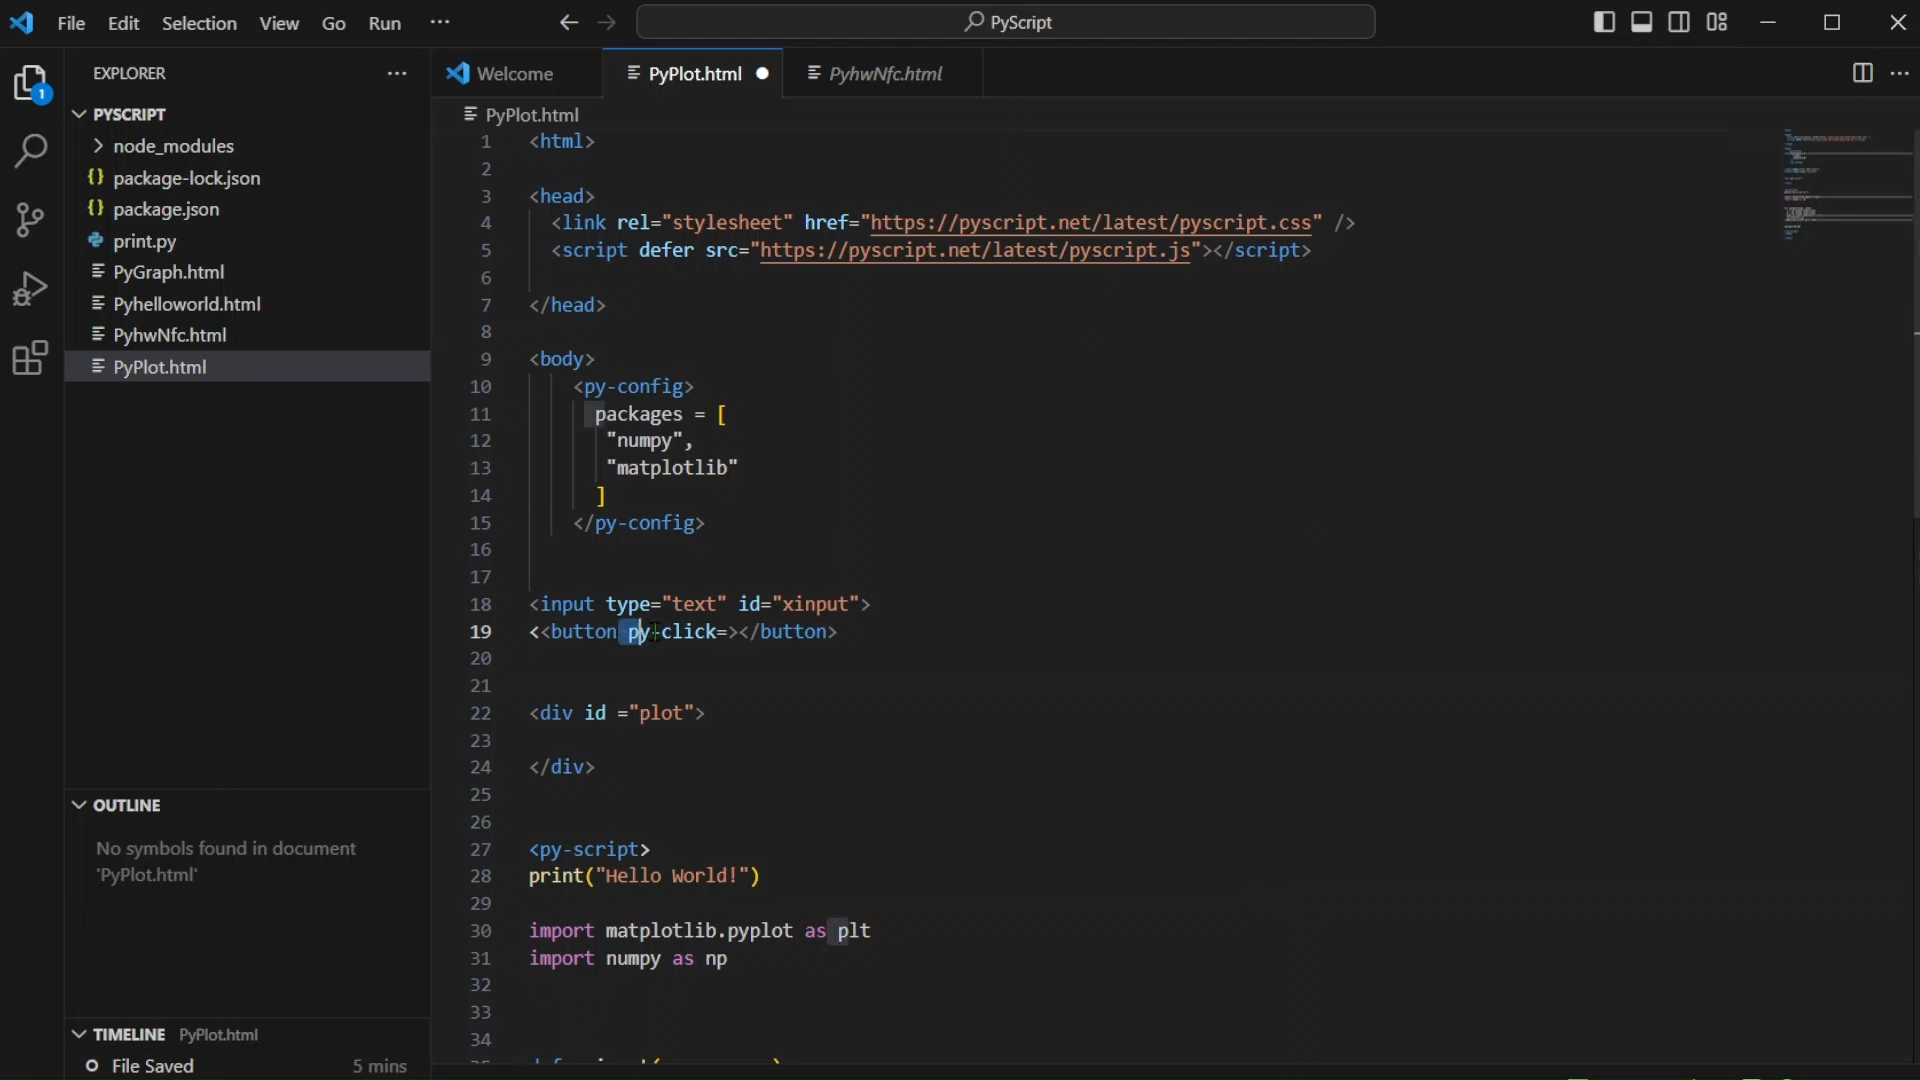 File Edit Selection View Go Run ··· PyScript
EXPLORER ···
1
PYSCRIPT
node_modules
{} package-lock.json
{} package.json
print.py
PyGraph.html
Pyhelloworld.html
PyhwNfc.html
PyPlot.html
OUTLINE
No symbols found in document
'PyPlot.html'
TIMELINE PyPlot.html
File Saved 5 mins
Welcome PyPlot.html PyhwNfc.html
PyPlot.html
1 <html>
2
3 <head>
4 <link rel="stylesheet" href="https://pyscript.net/latest/pyscript.css" />
5 <script defer src="https://pyscript.net/latest/pyscript.js"></script>
6
7 </head>
8
9 <body>
10 <py-config>
11 packages = [
12 "numpy",
13 "matplotlib"
14 ]
15 </py-config>
16
17
18 <input type="text" id="xinput">
19 <<button py-click=></button>
20
21
22 <div id ="plot">
23
24 </div>
25
26
27 <py-script>
28 print("Hello World!")
29
30 import matplotlib.pyplot as plt
31 import numpy as np
32
33
34